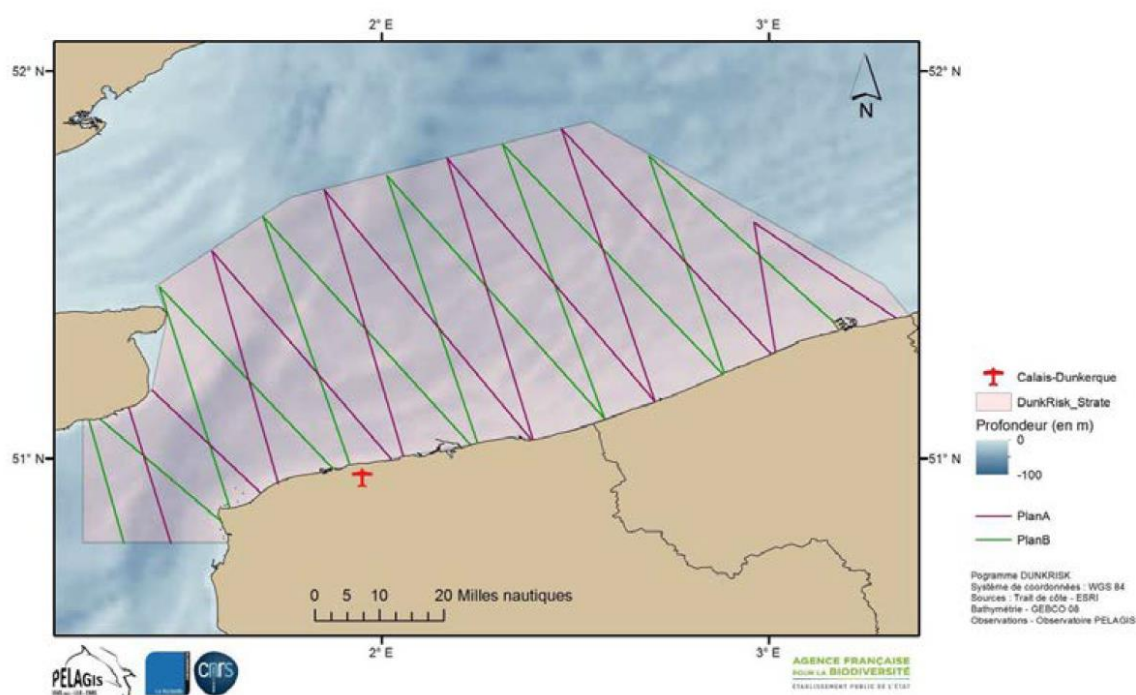 2° E 3° E
52° N 52° N
N
Calais-Dunkerque
DunkRisk_Strate
Profondeur (en m)
0
-100
51° N 51° N
PlanA
PlanB
0 5 10 20 Milles nautiques
Pogramme DUNKRISK
Système de coordonnées : WGS 84
Sources : Trait de côte - ESRI
Bathymétrie - GEBCO 08
Observations - Observatoire PELAGIS
2° E 3° E
PELAGIS
cnrs
AGENCE FRANÇAISE
POUR LA BIODIVERSITÉ
ÉTABLISSEMENT PUBLIC DE L'ÉTAT